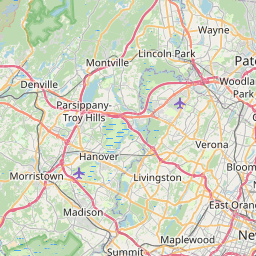 Wayne
Lincoln Park
Montville
Pate
Denville
Woodla
Park
Parsippany-
Troy Hills
Verona
Hanover
Bloom
Morristown
Livingston
Madison
East Orang
Maplewood
New
Summit